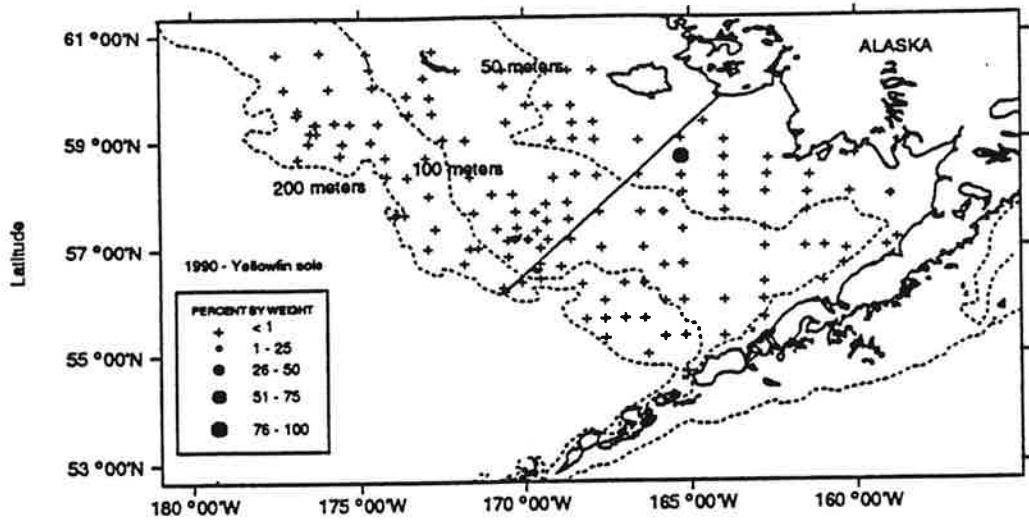 61 °00'N
59 °00'N
57 °00'N
55 °00'N
53 °00'N
Latitude
ALASKA
50 meters
100 meters
200 meters
1990 - Yellowfin sole
PERCENT BY WEIGHT
< 1
1 - 25
26 - 50
51 - 75
76 - 100
180 °00'W
175 °00'W
170 °00'W
165 °00'W
160 °00'W